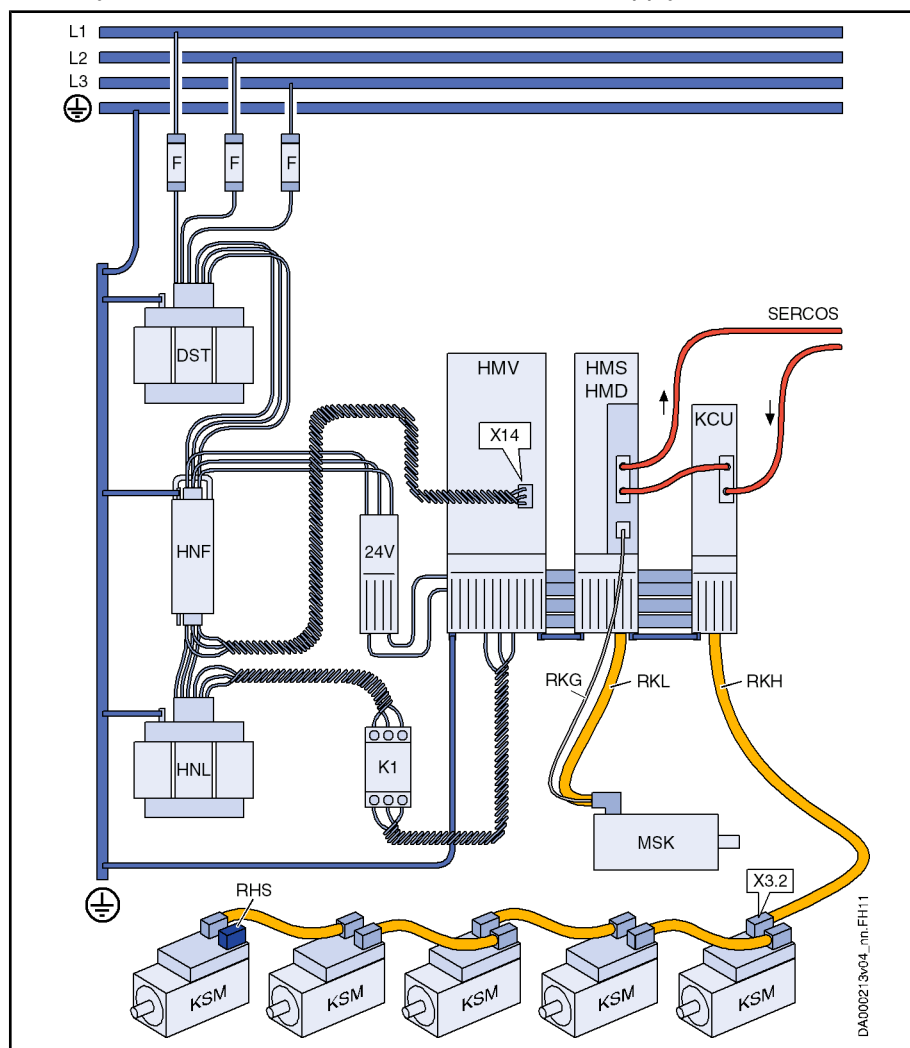 L1
L2
L3
F F F
SERCOS
DST
HMV
HMS
HMD
KCU
X14
HNF
24V
RKG
RKL
RKH
HNL
K1
MSK
RHS
X3.2
KSM KSM KSM KSM KSM
DA000213v04_nn.FH11